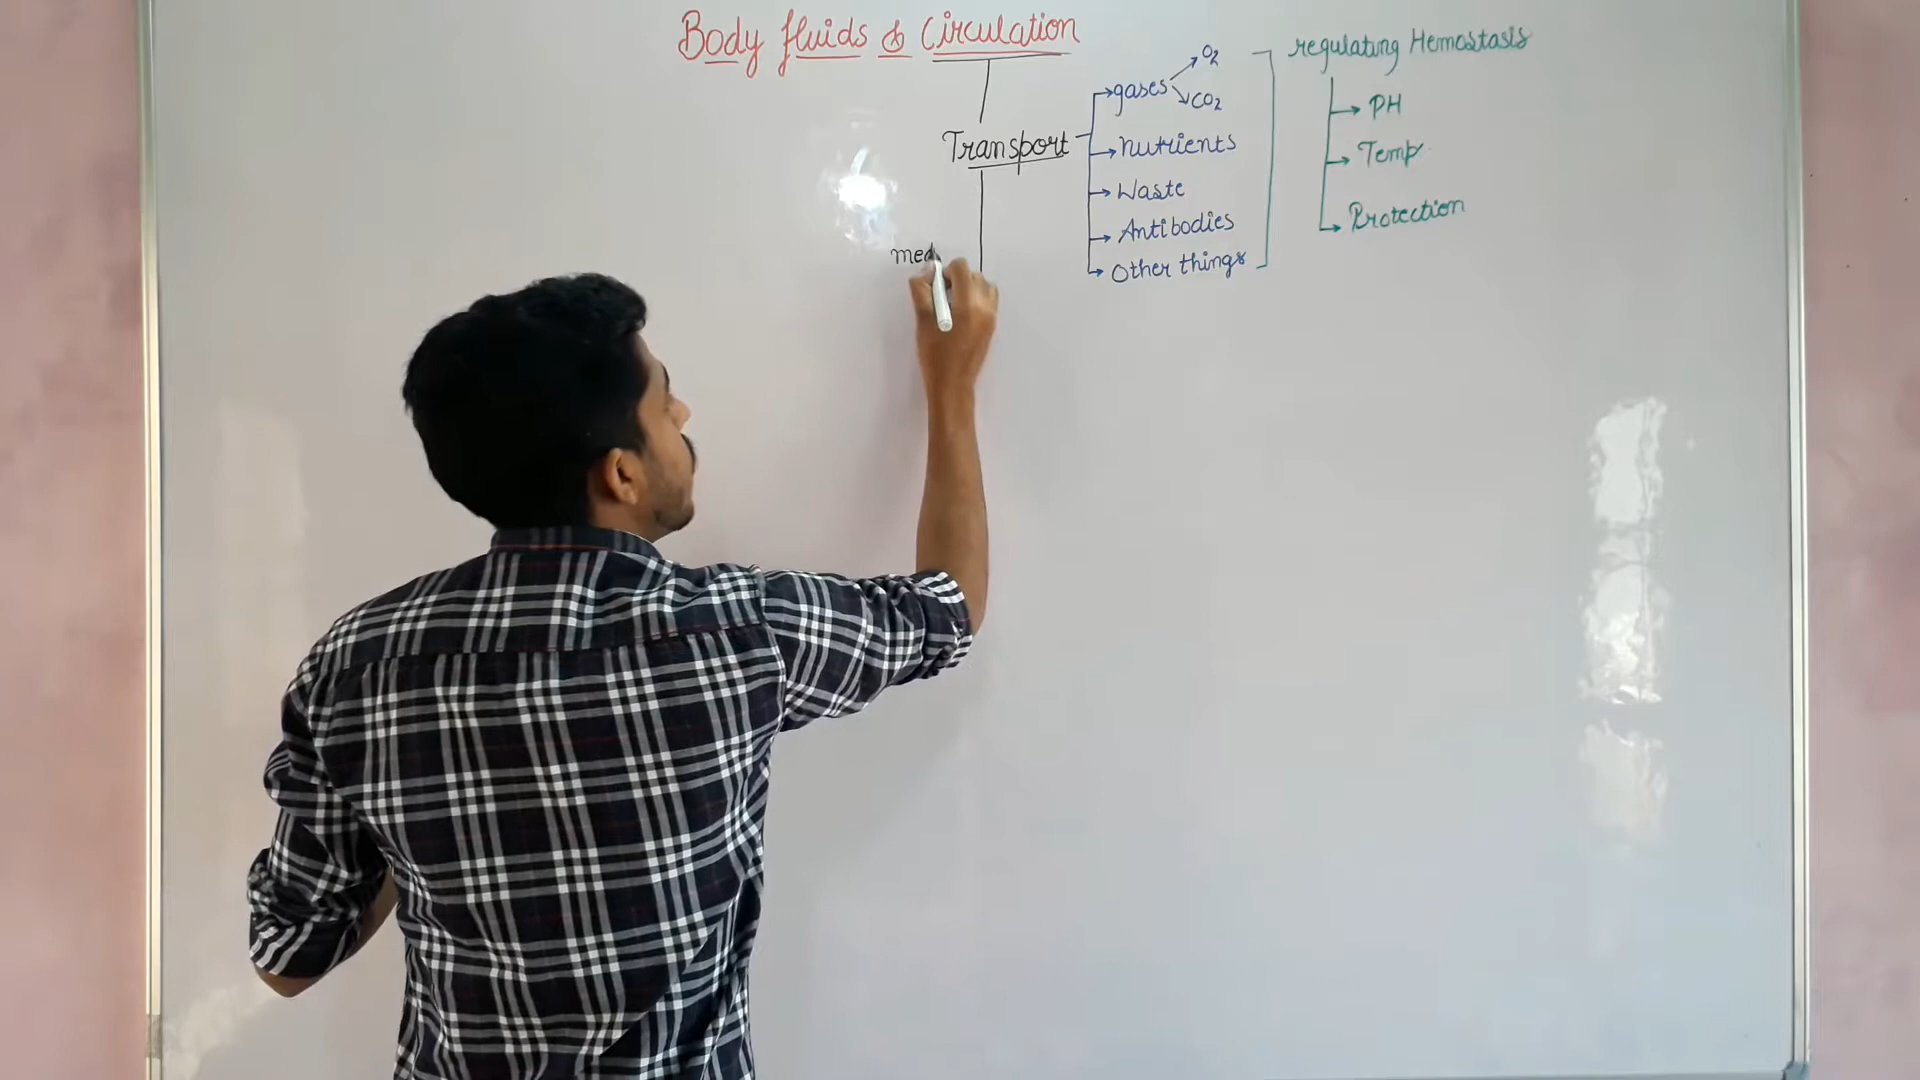 Body fluids & Circulation
Transport
gases
O2
CO2
Nutrients
Waste
Antibodies
Other things
regulating Hemostasis
PH
Temp
Protection
med